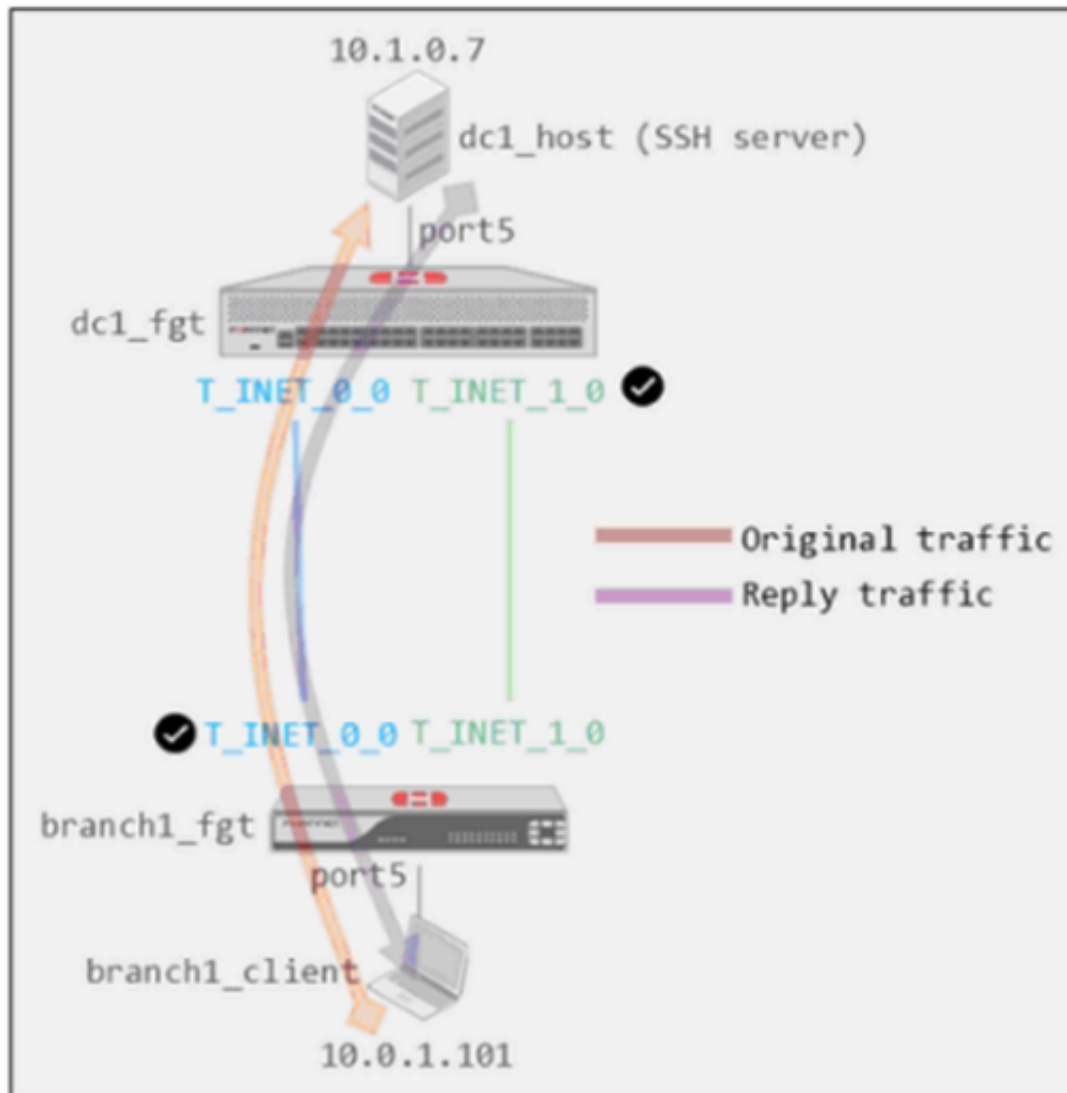 10.1.0.7
dc1_host (SSH server)
port5
dc1_fgt
T_INET_0_0 T_INET_1_0
Original traffic
Reply traffic
T_INET_0_0 T_INET_1_0
branch1_fgt
port5
branch1_client
10.0.1.101